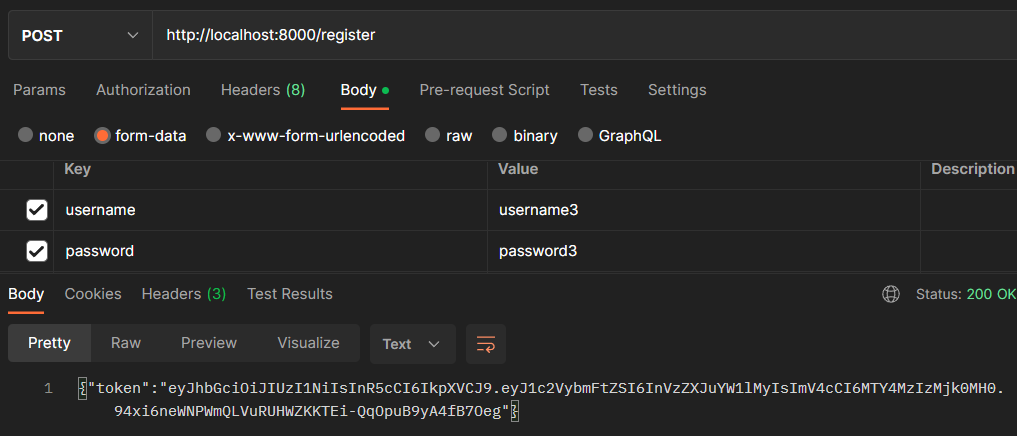 POST http://localhost:8000/register
Params Authorization Headers (8) Body Pre-request Script Tests Settings
none form-data x-www-form-urlencoded raw binary GraphQL
Key Value Description
username username3
password password3
Body Cookies Headers (3) Test Results Status: 200 OK
Pretty Raw Preview Visualize Text
1 {"token":"eyJhbGciOiJIUzI1NiIsInR5cCI6IkpXVCJ9.eyJ1c2VybmFtZSI6InVzZXJuYW1lMyIsImV4cCI6MTY4MzIzMjk0MH0.
94xi6neWNPWmQLVuRUHWZKKTEi-QqOpuB9yA4fB7Oeg"}